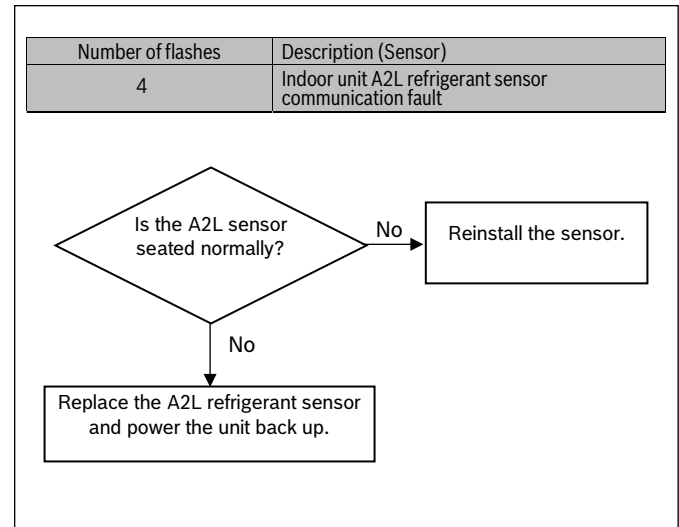 Number of flashes Description (Sensor)
4 Indoor unit A2L refrigerant sensor
communication fault
Is the A2L sensor
seated normally?
No
Reinstall the sensor.
No
Replace the A2L refrigerant sensor
and power the unit back up.